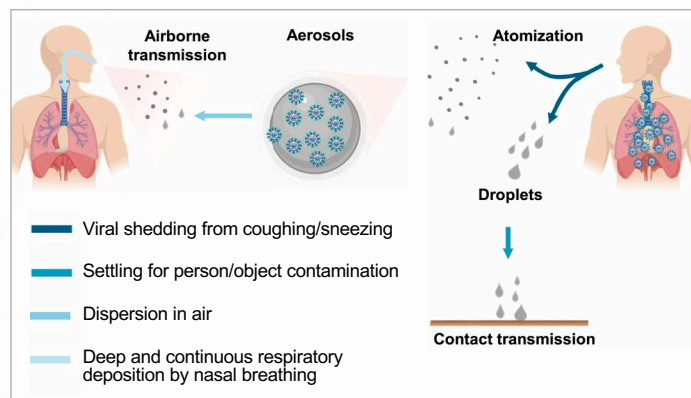 Airborne
transmission
Aerosols
Atomization
Droplets
Contact transmission
Viral shedding from coughing/sneezing
Settling for person/object contamination
Dispersion in air
Deep and continuous respiratory
deposition by nasal breathing